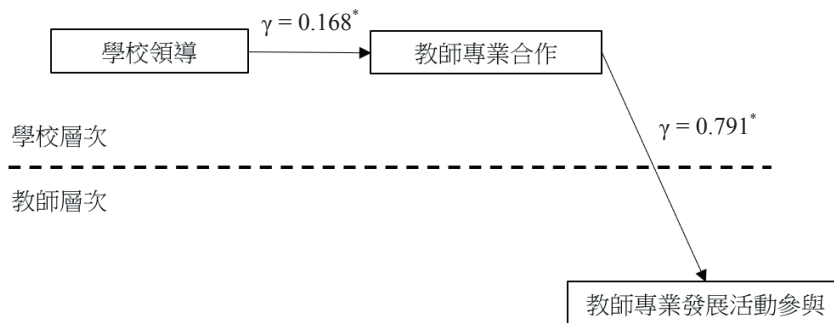 γ = 0.168*
學校領導
教師專業合作
γ = 0.791*
學校層次
教師層次
教師專業發展活動參與